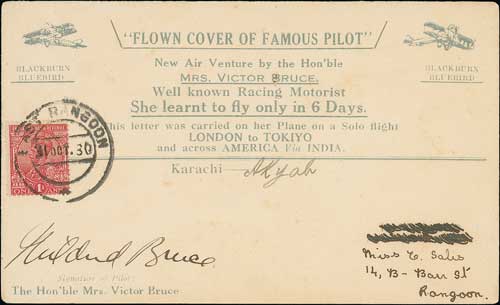 "FLOWN COVER OF FAMOUS PILOT"
BLACKBURN
BLUEBIRD
BLACKBURN
BLUEBIRD
New Air Venture by the Hon'ble
MRS. VICTOR BRUCE.
Well known Racing Motorist
She learnt to fly only in 6 Days.
This letter was carried on her Plane on a Solo flight
LONDON to TOKIYO
and across AMERICA Via INDIA.
EAST RANGOON
31 OCT. 30
Karachi Akyab
Mildred Bruce
Signature of Pilot:
The Hon'ble Mrs. Victor Bruce
Miss
14, B- Barr St
Rangoon.